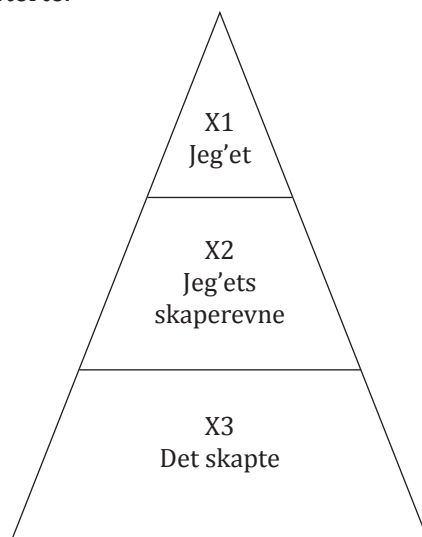 X1
Jeg’et
X2
Jeg’ets
skaperevne
X3
Det skapte